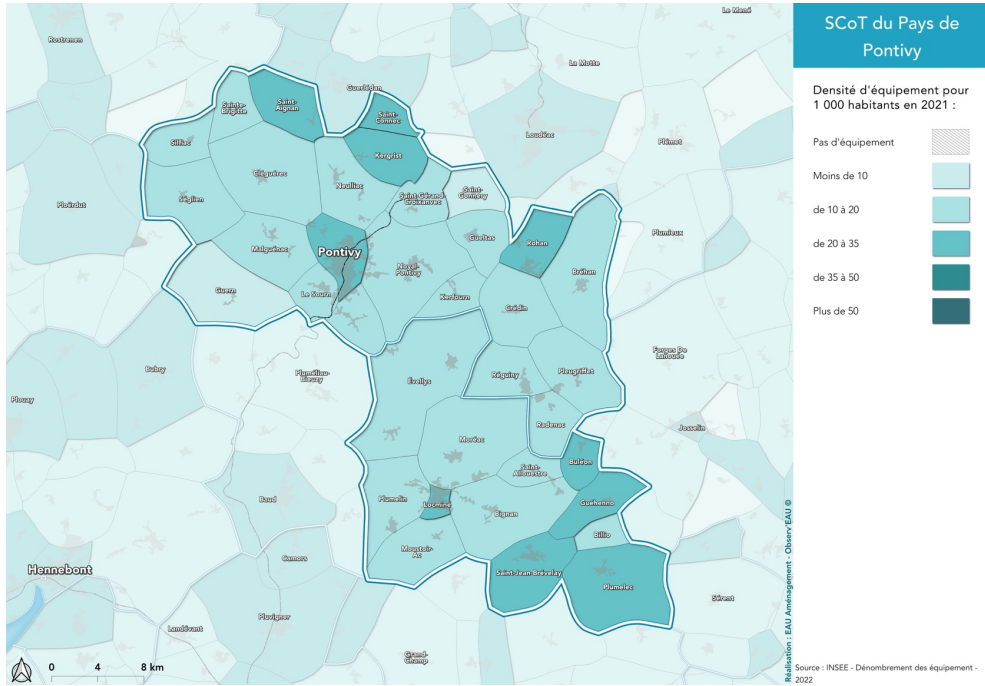 SCoT du Pays de
Pontivy
Densité d'équipement pour
1 000 habitants en 2021 :
Pas d'équipement
Moins de 10
de 10 à 20
de 20 à 35
de 35 à 50
Plus de 50
Le Mené
Rostrenen
La Motte
Guerlédan
Saint-
Aignan
Sainte-
Brigitte
Saint-
Connec
Loudéac
Plémet
Silfiac
Kergrist
Cléguérec
Neulliac
Saint-Gérand-
Croixanvec
Saint-
Gonnery
Ploërdut
Séglien
Plumieux
Gueltas
Rohan
Malguénac
Pontivy
Noyal-
Pontivy
Bréhan
Guern
Le Sourn
Kerfourn
Crédin
Forges De
Lanouée
Bubry
Pluméliau-
Bieuzy
Évellys
Réguiny
Pleugriffet
Plouay
Radenac
Josselin
Moréac
Saint-
Allouestre
Buléon
Baud
Plumelin
Locminé
Bignan
Guéhenno
Billio
Moustoir-
Ac
Camors
Hennebont
Saint-Jean-Brévelay
Plumelec
Sérent
Pluvigner
Landévant
Grand-
Champ
0 4 8 km
Réalisation : EAU Aménagement - Observ'EAU ©
Source : INSEE - Dénombrement des équipement -
2022